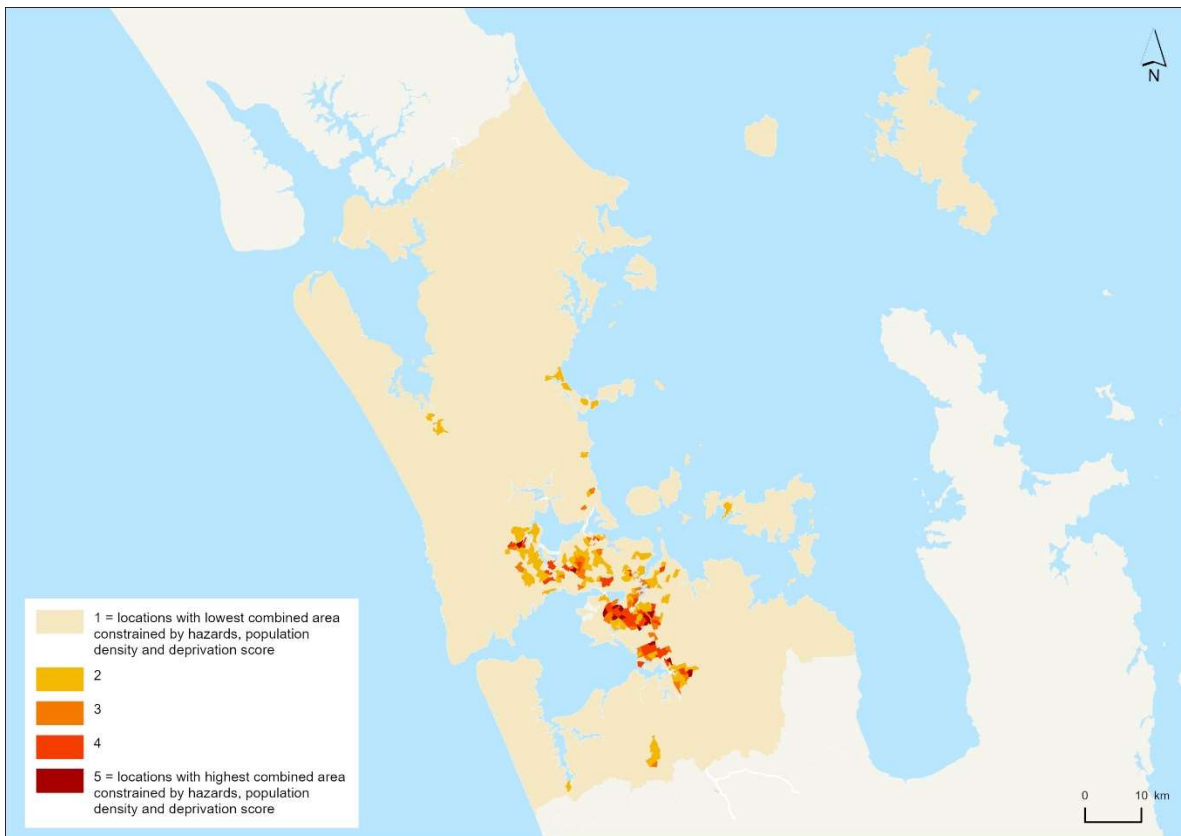 N
1 = locations with lowest combined area
constrained by hazards, population
density and deprivation score
2
3
4
5 = locations with highest combined area
constrained by hazards, population
density and deprivation score
0 10 km